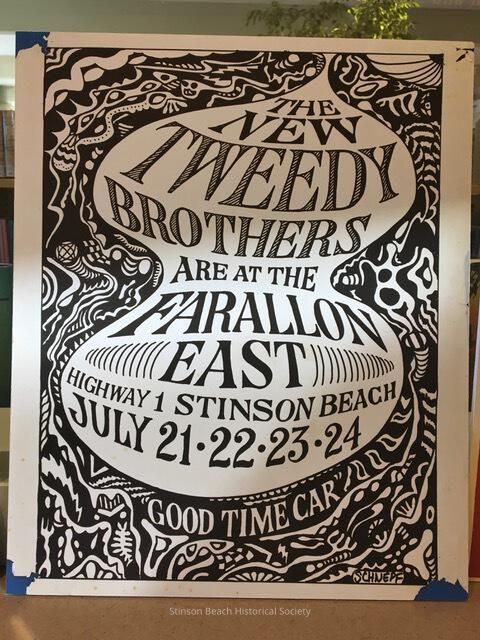 THE
NEW
TWEEDY
BROTHERS
ARE AT THE
FARALLON
EAST
HIGHWAY 1 STINSON BEACH
JULY 21·22·23·24
GOOD TIME CAR
SCHNEPF
Stinson Beach Historical Society